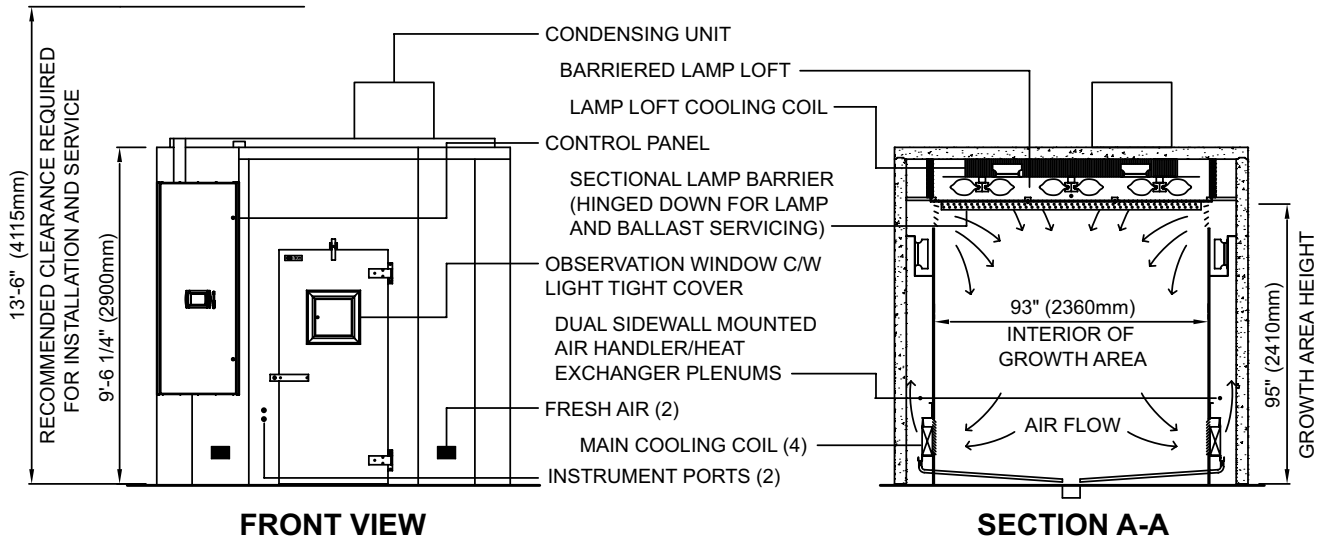 13'-6" (4115mm)
RECOMMENDED CLEARANCE REQUIRED
FOR INSTALLATION AND SERVICE
9'-6 1/4" (2900mm)
CONDENSING UNIT
BARRIERED LAMP LOFT
LAMP LOFT COOLING COIL
CONTROL PANEL
SECTIONAL LAMP BARRIER
(HINGED DOWN FOR LAMP
AND BALLAST SERVICING)
OBSERVATION WINDOW C/W
LIGHT TIGHT COVER
DUAL SIDEWALL MOUNTED
AIR HANDLER/HEAT
EXCHANGER PLENUMS
FRESH AIR (2)
MAIN COOLING COIL (4)
INSTRUMENT PORTS (2)
93" (2360mm)
INTERIOR OF
GROWTH AREA
AIR FLOW
95" (2410mm)
GROWTH AREA HEIGHT
FRONT VIEW
SECTION A-A